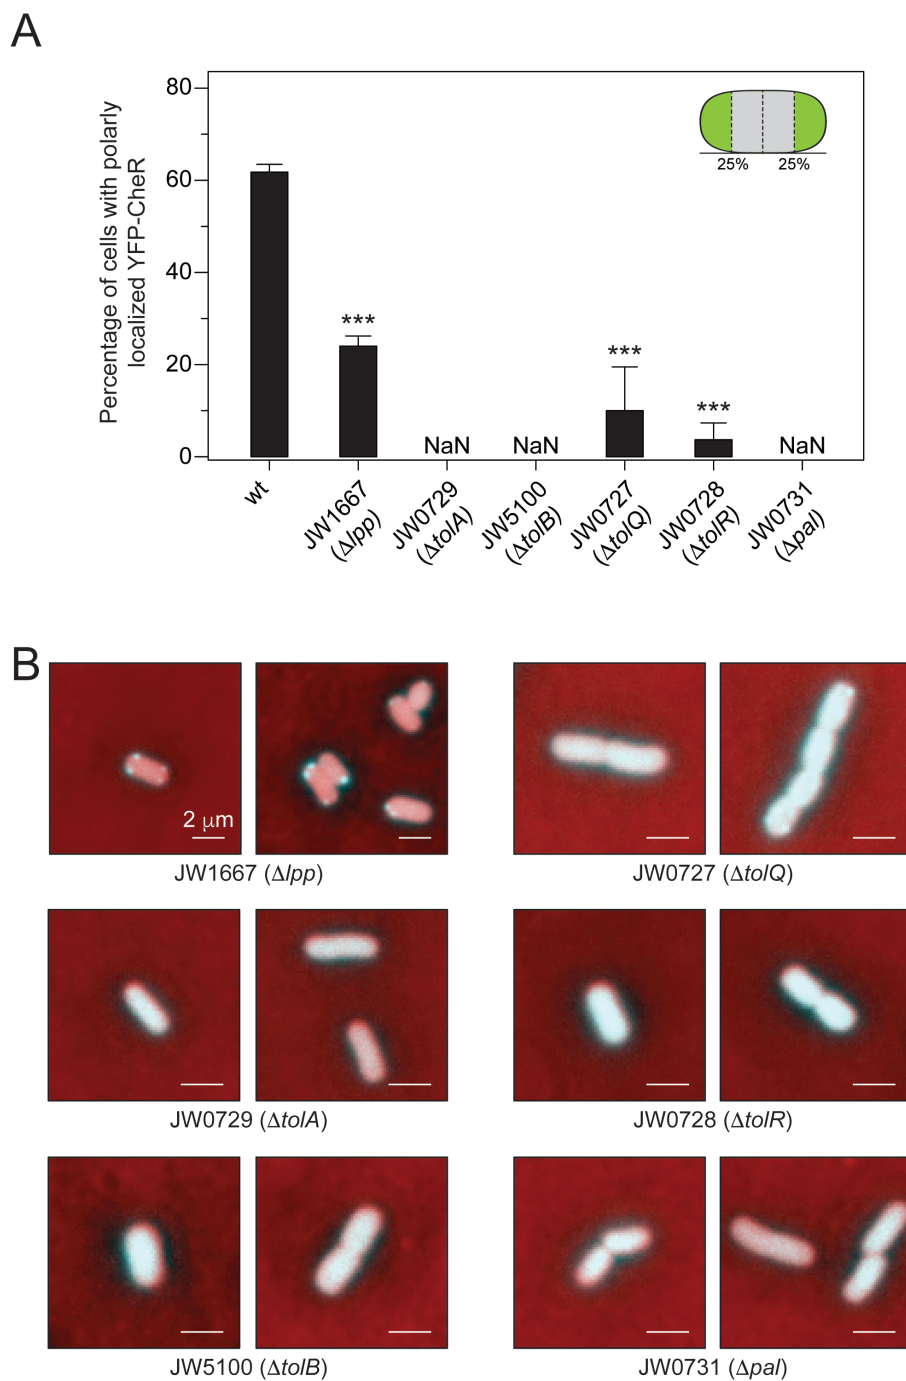 A
Percentage of cells with polarly
localized YFP-CheR
80
60
40
20
0
25% 25%
***
NaN
NaN
***
***
NaN
wt
JW1667
(Δlpp)
JW0729
(ΔtolA)
JW5100
(ΔtolB)
JW0727
(ΔtolQ)
JW0728
(ΔtolR)
JW0731
(Δpal)
B
2 μm
JW1667 (Δlpp)
JW0727 (ΔtolQ)
JW0729 (ΔtolA)
JW0728 (ΔtolR)
JW5100 (ΔtolB)
JW0731 (Δpal)